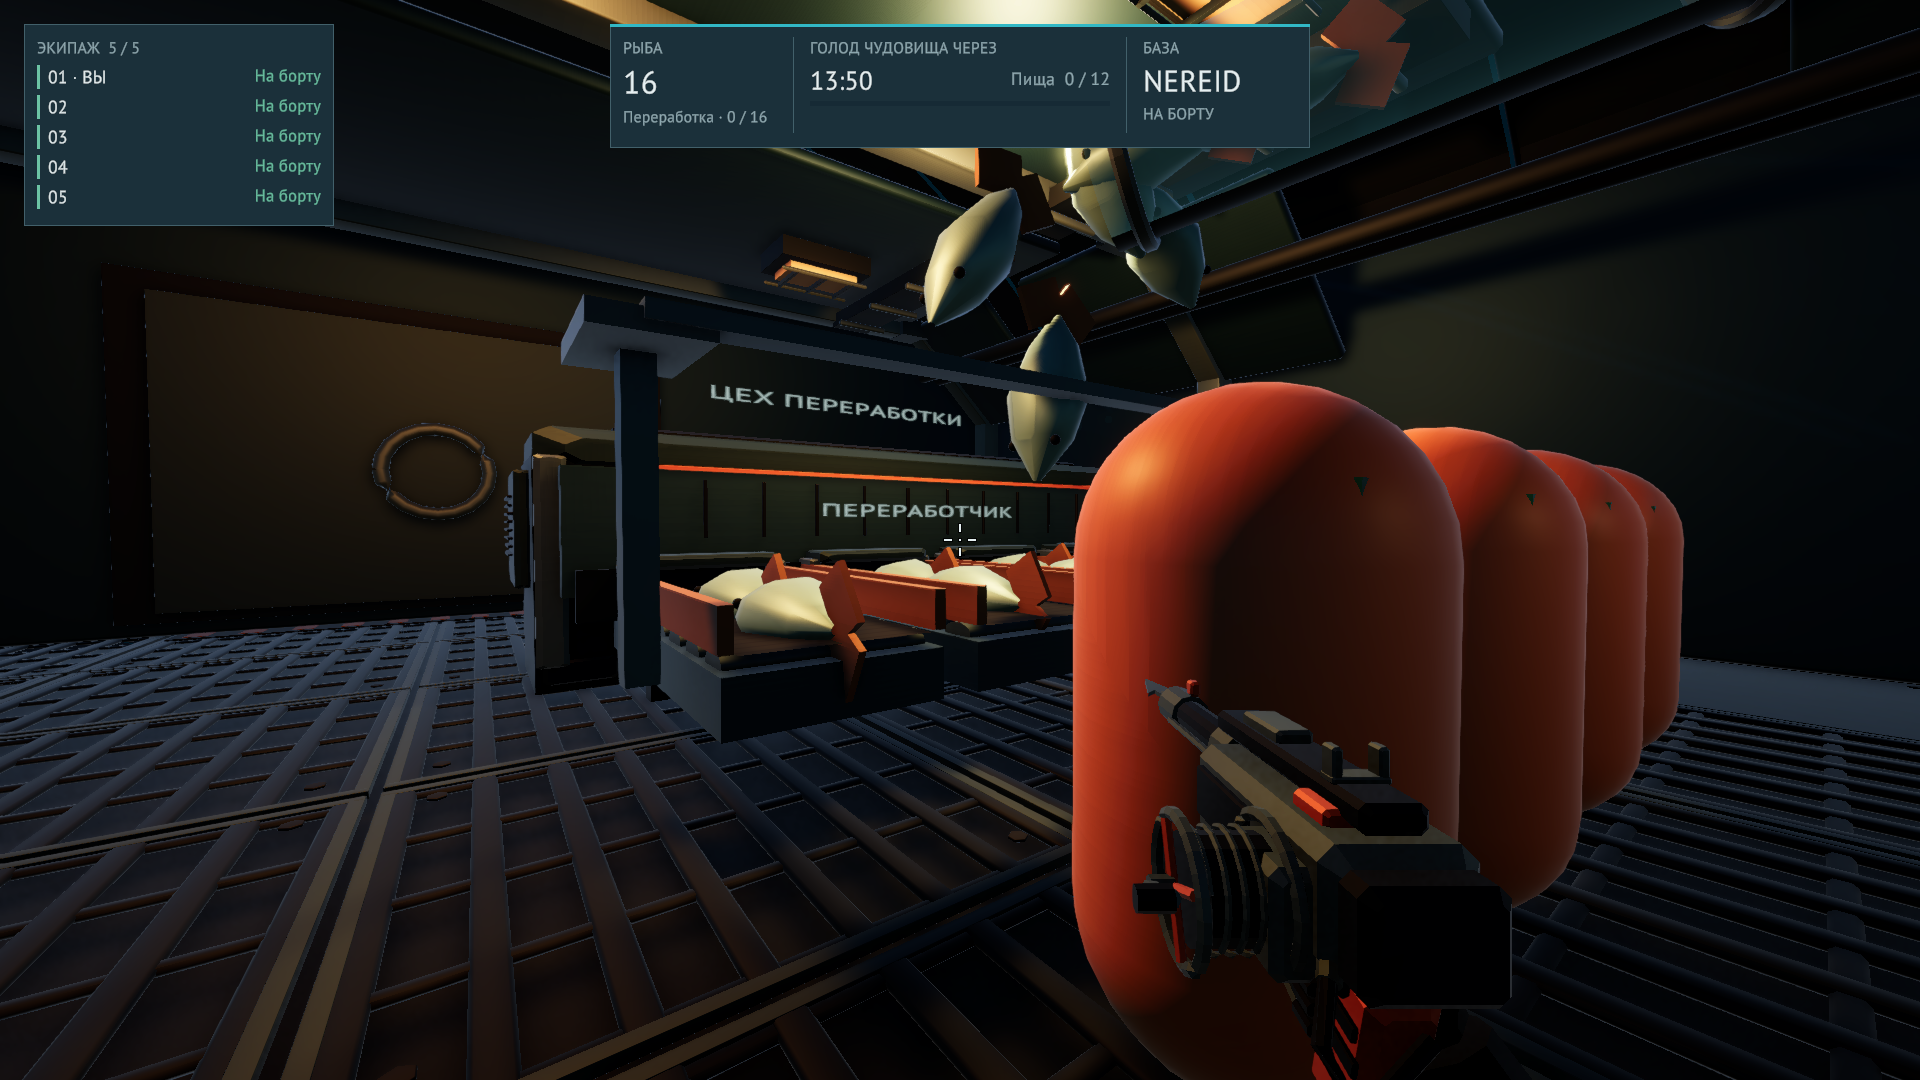 ЭКИПАЖ 5 / 5
01 · ВЫ На борту
02 На борту
03 На борту
04 На борту
05 На борту
РЫБА
16
Переработка · 0 / 16
ГОЛОД ЧУДОВИЩА ЧЕРЕЗ
13:50 Пища 0 / 12
БАЗА
NEREID
НА БОРТУ
ЦЕХ ПЕРЕРАБОТКИ
ПЕРЕРАБОТЧИК